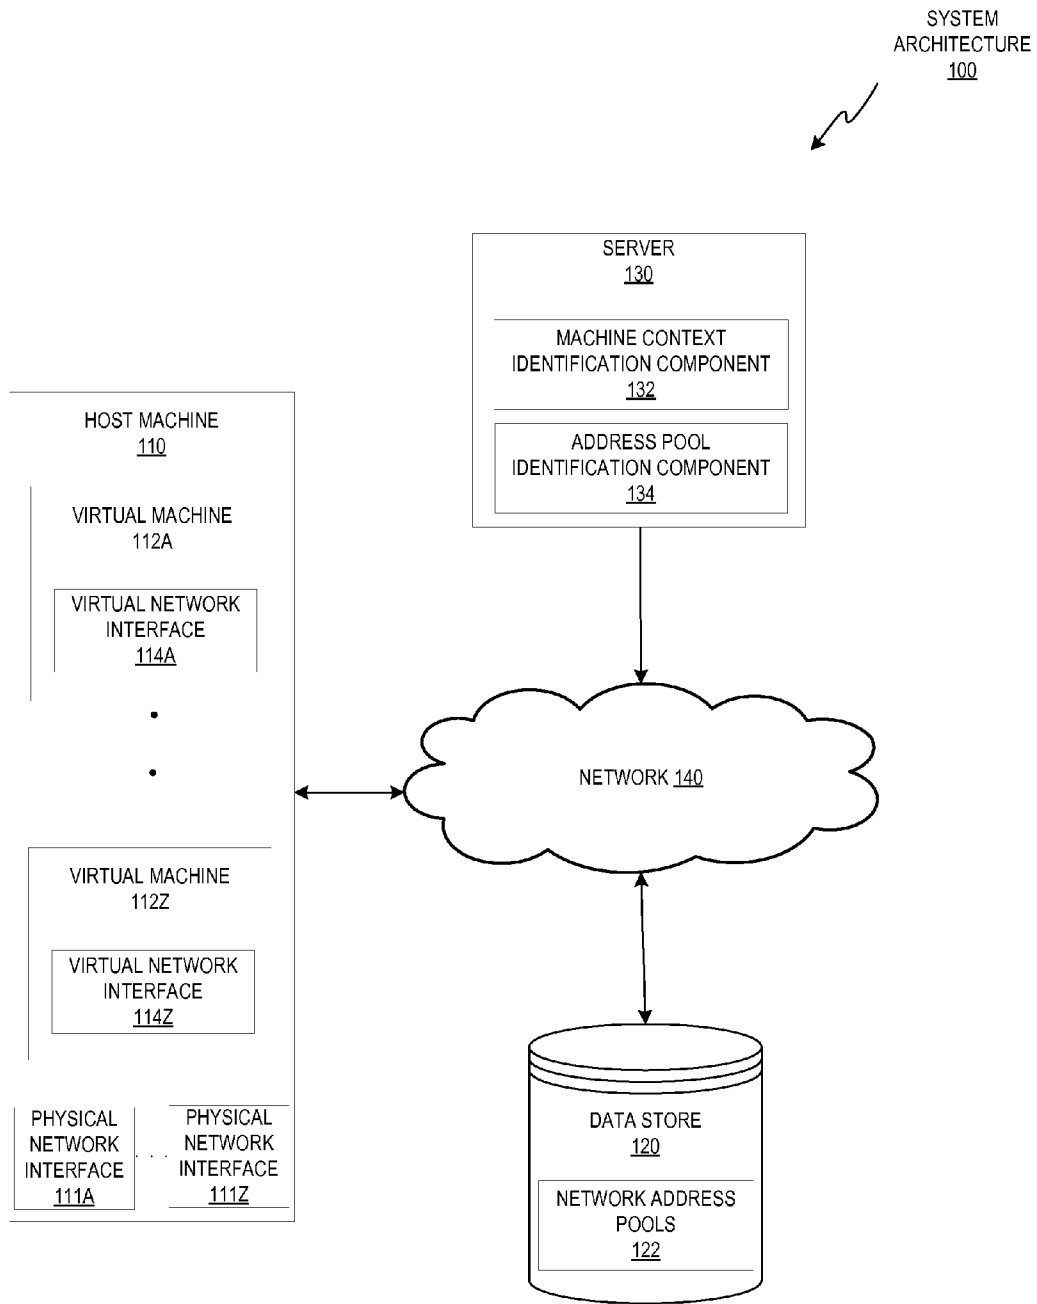 SYSTEM
ARCHITECTURE
100
SERVER
130
MACHINE CONTEXT
IDENTIFICATION COMPONENT
132
ADDRESS POOL
IDENTIFICATION COMPONENT
134
HOST MACHINE
110
VIRTUAL MACHINE
112A
VIRTUAL NETWORK
INTERFACE
114A
VIRTUAL MACHINE
112Z
VIRTUAL NETWORK
INTERFACE
114Z
PHYSICAL
NETWORK
INTERFACE
111A
. . .
PHYSICAL
NETWORK
INTERFACE
111Z
NETWORK 140
DATA STORE
120
NETWORK ADDRESS
POOLS
122